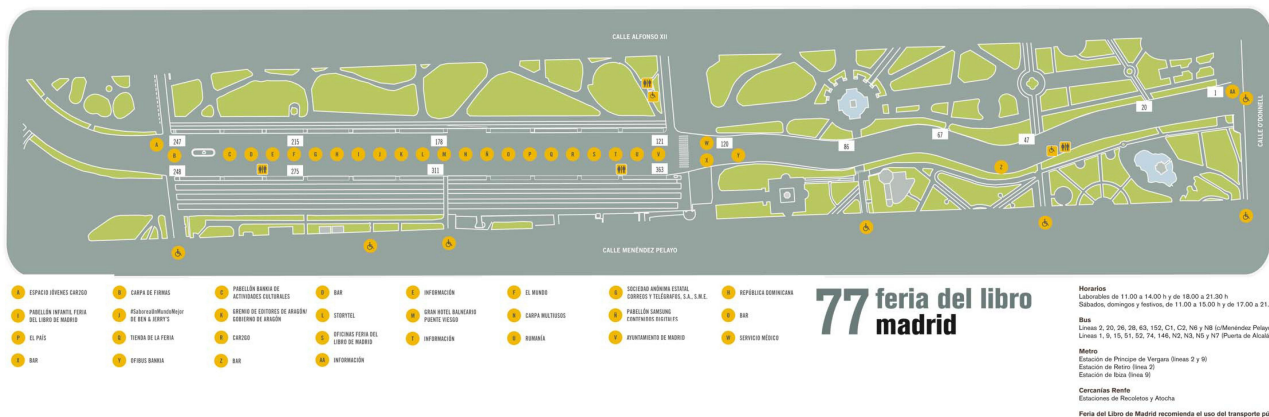 CALLE ALFONSO XII
1
AA
20
CALLE O'DONNELL
67
47
86
A
247
215
178
121
W
120
B
C D E F G H I J K L M N Ñ O P Q R S T U V
X
Y
Z
248
275
311
363
CALLE MENÉNDEZ PELAYO
A ESPACIO JÓVENES CAR2GO
B CARPA DE FIRMAS
C PABELLÓN BANKIA DE
ACTIVIDADES CULTURALES
D BAR
E INFORMACIÓN
F EL MUNDO
G SOCIEDAD ANÓNIMA ESTATAL
CORREOS Y TELÉGRAFOS, S.A., S.M.E.
H REPÚBLICA DOMINICANA
I PABELLÓN INFANTIL FERIA
DEL LIBRO DE MADRID
J #SaboreaUnMundoMejor
DE BEN & JERRY'S
K GREMIO DE EDITORES DE ARAGÓN/
GOBIERNO DE ARAGÓN
L STORYTEL
M GRAN HOTEL BALNEARIO
PUENTE VIESGO
N CARPA MULTIUSOS
Ñ PABELLÓN SAMSUNG
CONTENIDOS DIGITALES
O BAR
P EL PAÍS
Q TIENDA DE LA FERIA
R CAR2GO
S OFICINAS FERIA DEL
LIBRO DE MADRID
T INFORMACIÓN
U RUMANÍA
V AYUNTAMIENTO DE MADRID
W SERVICIO MÉDICO
X BAR
Y OFIBUS BANKIA
Z BAR
AA INFORMACIÓN
77 feria del libro
madrid
Horarios
Laborables de 11.00 a 14.00 h y de 18.00 a 21.30 h
Sábados, domingos y festivos, de 11.00 a 15.00 h y de 17.00 a 21.
Bus
Líneas 2, 20, 26, 28, 63, 152, C1, C2, N6 y N8 (c/Menéndez Pelayo
Líneas 1, 9, 15, 51, 52, 74, 146, N2, N3, N5 y N7 (Puerta de Alcalá
Metro
Estación de Príncipe de Vergara (líneas 2 y 9)
Estación de Retiro (línea 2)
Estación de Ibiza (línea 9)
Cercanías Renfe
Estaciones de Recoletos y Atocha
Feria del Libro de Madrid recomienda el uso del transporte pú